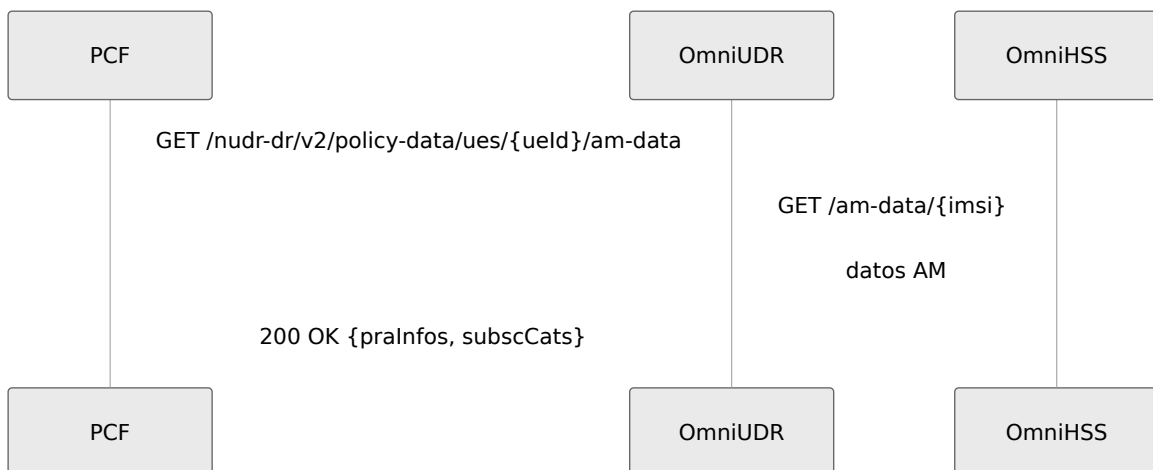 PCF
OmniUDR
OmniHSS
GET /nudr-dr/v2/policy-data/ues/{ueId}/am-data
GET /am-data/{imsi}
datos AM
200 OK {praInfos, subscCats}
PCF
OmniUDR
OmniHSS